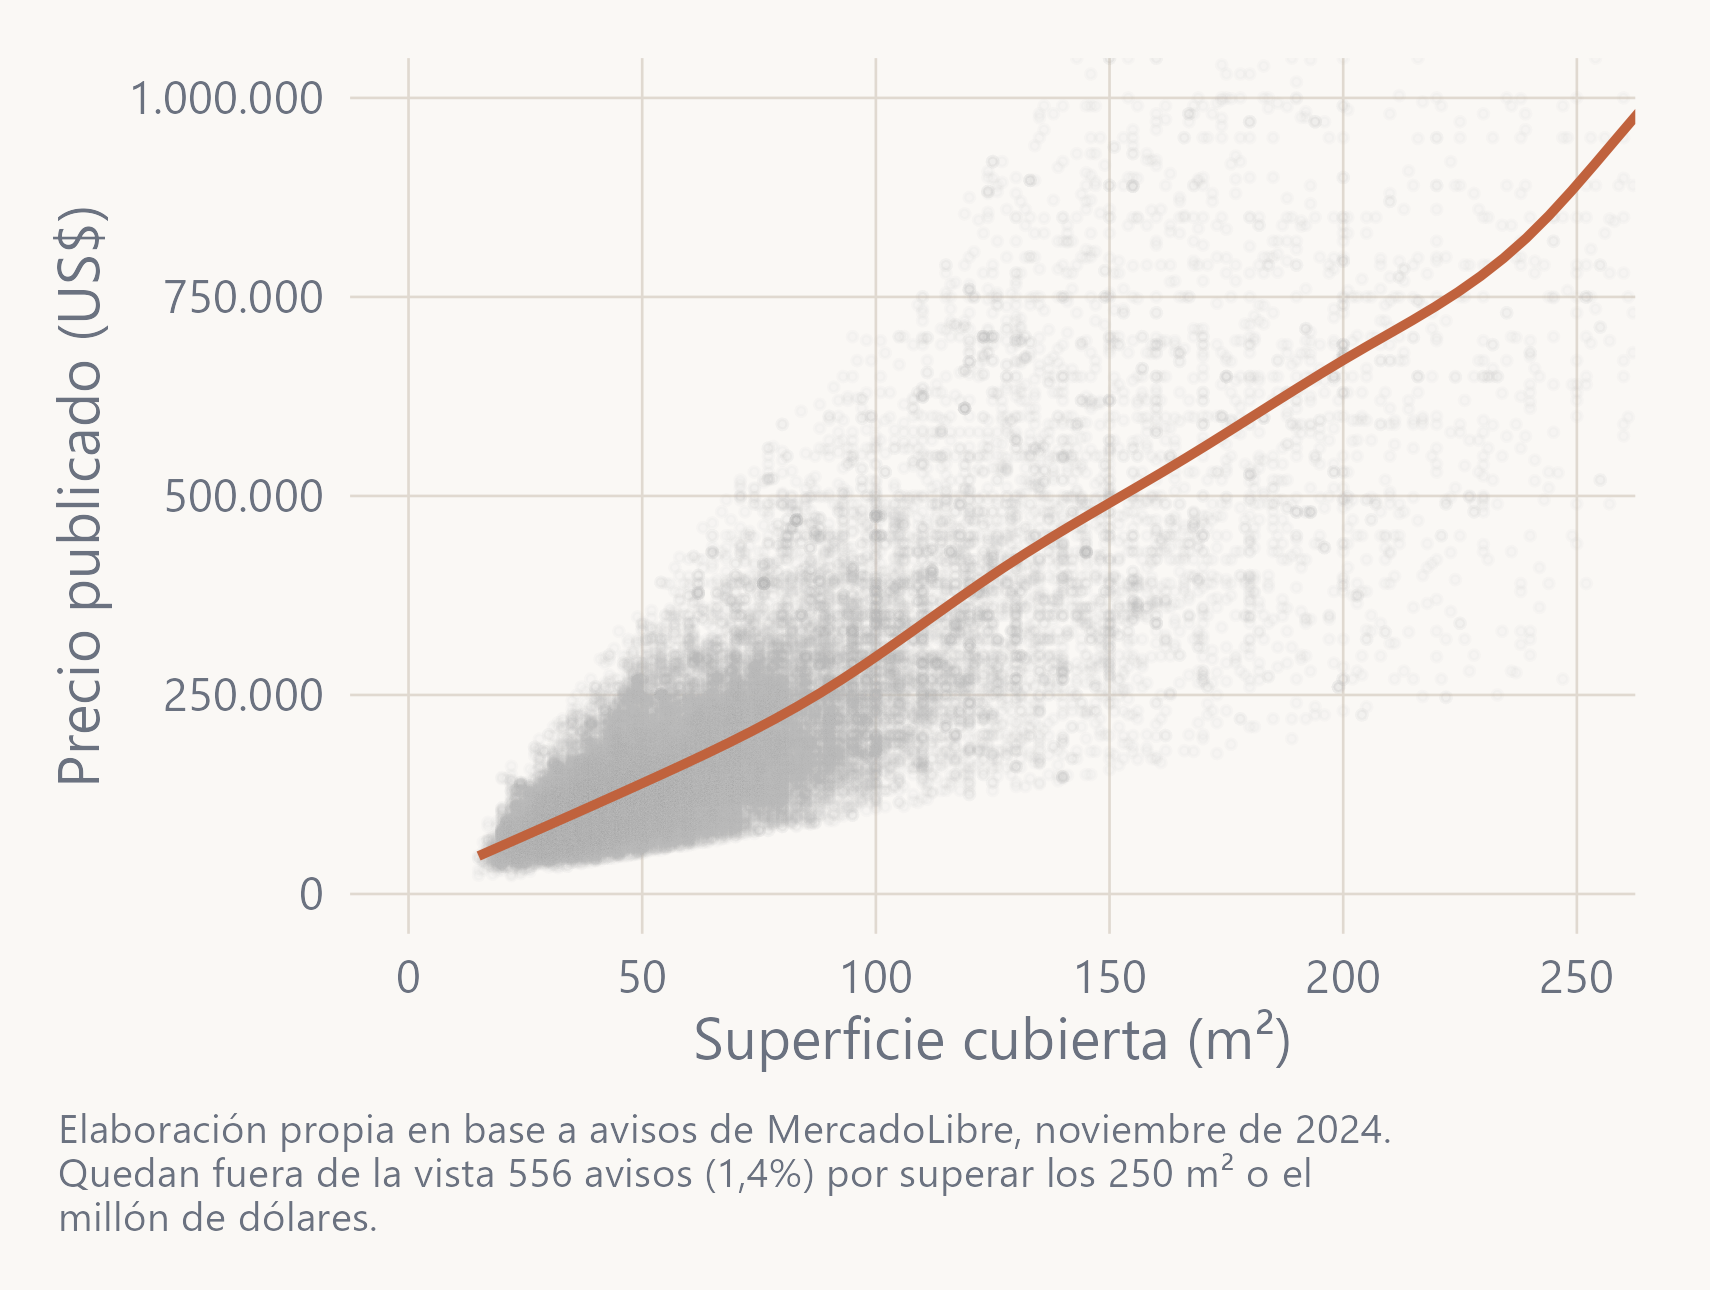 Precio publicado (US$)
1.000.000
750.000
500.000
250.000
0
0 50 100 150 200 250
Superficie cubierta (m²)
Elaboración propia en base a avisos de MercadoLibre, noviembre de 2024.
Quedan fuera de la vista 556 avisos (1,4%) por superar los 250 m² o el
millón de dólares.